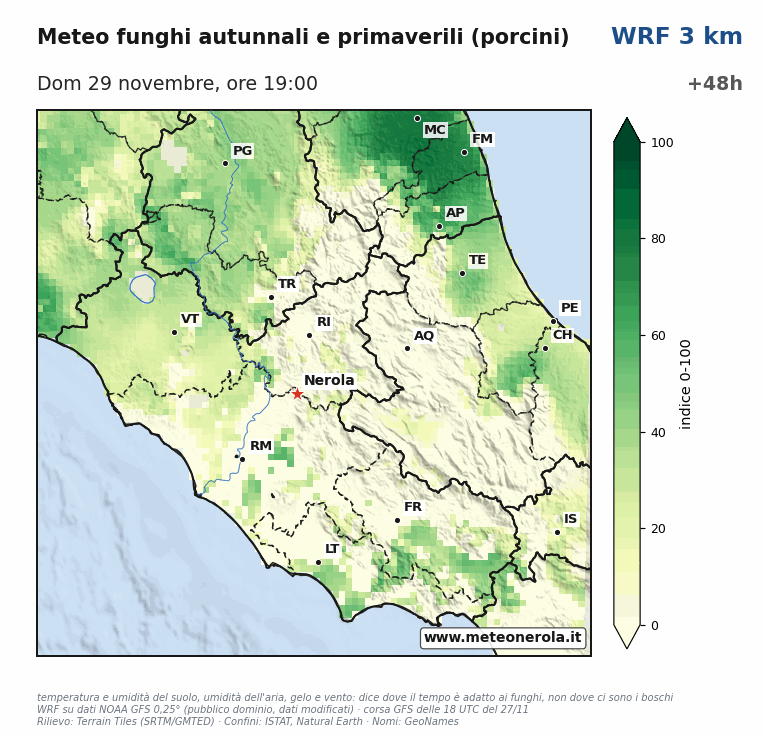 Meteo funghi autunnali e primaverili (porcini)
WRF 3 km
Dom 29 novembre, ore 19:00
+48h
MC
FM
PG
AP
TE
TR
PE
VT
RI
AQ
CH
Nerola
RM
FR
IS
LT
www.meteonerola.it
100
80
60
40
20
0
indice 0-100
temperatura e umidità del suolo, umidità dell'aria, gelo e vento: dice dove il tempo è adatto ai funghi, non dove ci sono i boschi
WRF su dati NOAA GFS 0,25° (pubblico dominio, dati modificati) · corsa GFS delle 18 UTC del 27/11
Rilievo: Terrain Tiles (SRTM/GMTED) · Confini: ISTAT, Natural Earth · Nomi: GeoNames